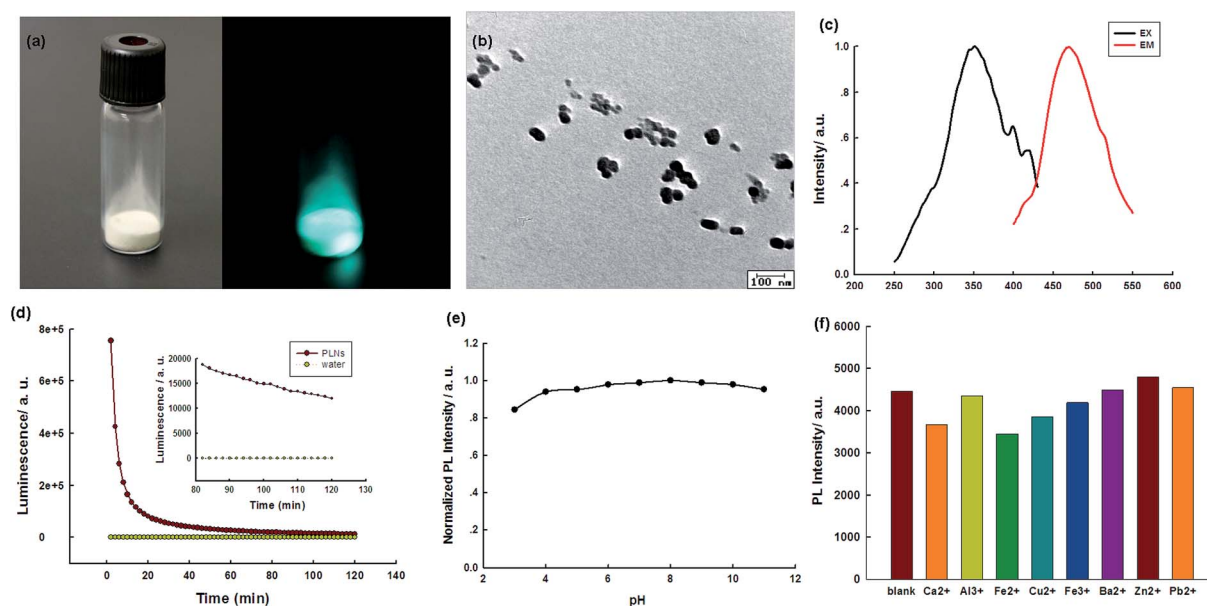 (a)
(b)
100 nm
(c)
EX
EM
Intensity/ a.u.
1.0
.8
.6
.4
.2
0.0
200 250 300 350 400 450 500 550 600
(d)
Luminescence/ a. u.
8e+5
6e+5
4e+5
2e+5
0
0 20 40 60 80 100 120 140
Time (min)
PLNs
water
Luminescence / a. u.
20000
15000
10000
5000
0
80 90 100 110 120 130
Time (min)
(e)
Normalized PL Intensity / a. u.
1.2
1.0
.8
.6
.4
.2
0.0
2 4 6 8 10 12
pH
(f)
PL Intensity/ a.u.
6000
5000
4000
3000
2000
1000
0
blank Ca2+ Al3+ Fe2+ Cu2+ Fe3+ Ba2+ Zn2+ Pb2+